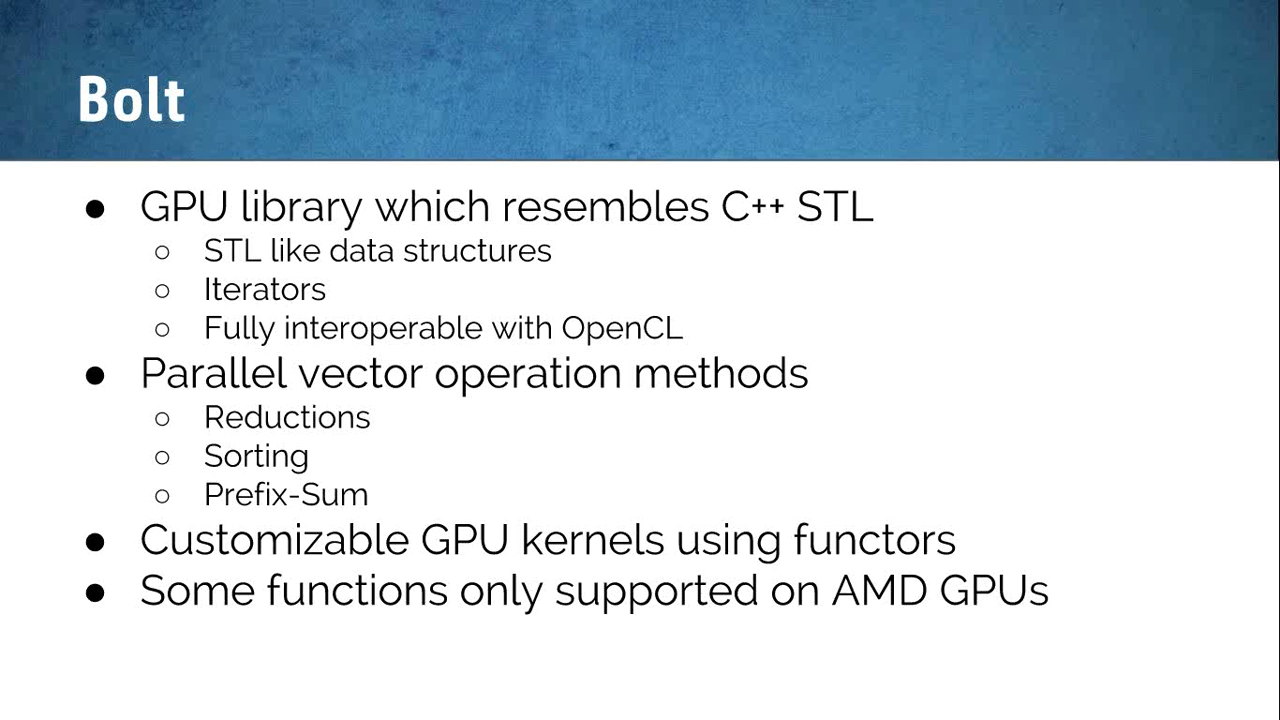 Bolt
● GPU library which resembles C++ STL
○ STL like data structures
○ Iterators
○ Fully interoperable with OpenCL
● Parallel vector operation methods
○ Reductions
○ Sorting
○ Prefix-Sum
● Customizable GPU kernels using functors
● Some functions only supported on AMD GPUs